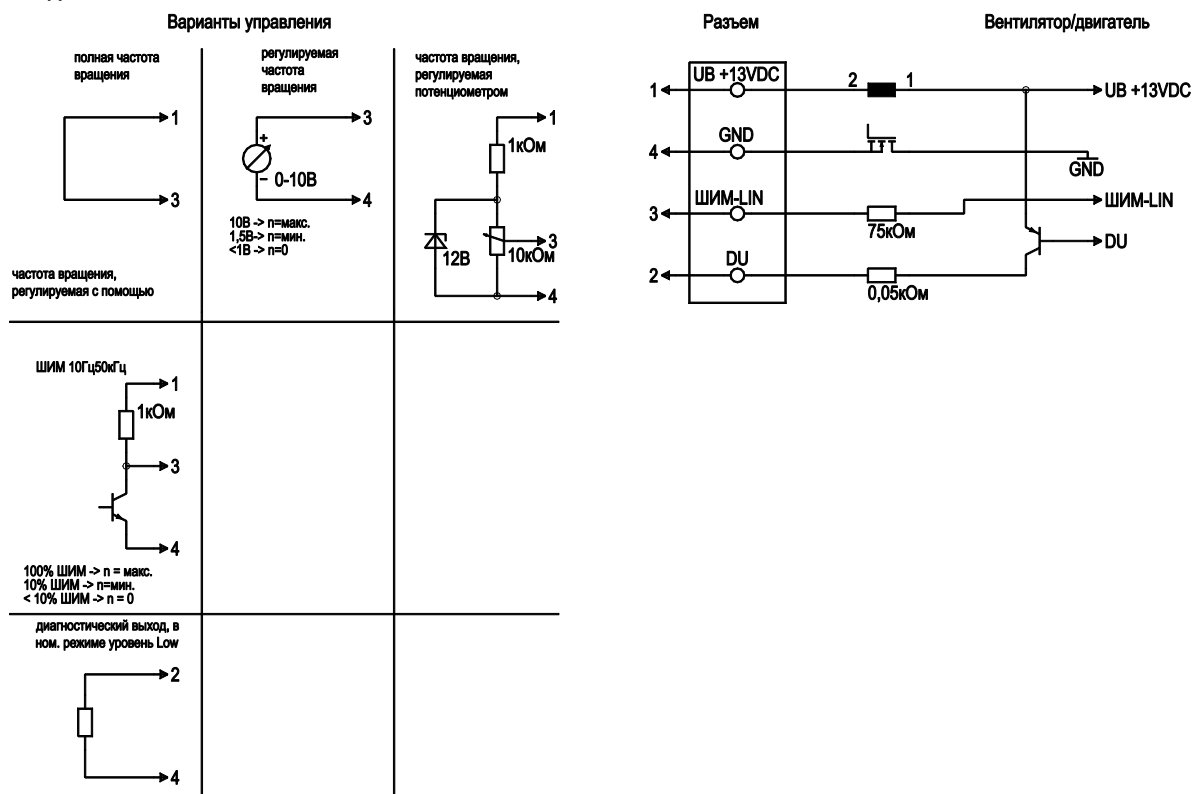 Варианты управления
полная частота
вращения
1
3
регулируемая
частота
вращения
3
+
− 0-10В
4
10В -> n=макс.
1,5В-> n=мин.
<1В -> n=0
частота вращения,
регулируемая
потенциометром
1
1кОм
12В
3
10кОм
4
частота вращения,
регулируемая с помощью
ШИМ 10Гц50кГц
1
1кОм
3
4
100% ШИМ -> n = макс.
10% ШИМ -> n=мин.
< 10% ШИМ -> n = 0
диагностический выход, в
ном. режиме уровень Low
2
4
Разъем
Вентилятор/двигатель
UB +13VDC
1
2
1
UB +13VDC
GND
4
GND
ШИМ-LIN
3
75кОм
ШИМ-LIN
DU
2
0,05кОм
DU